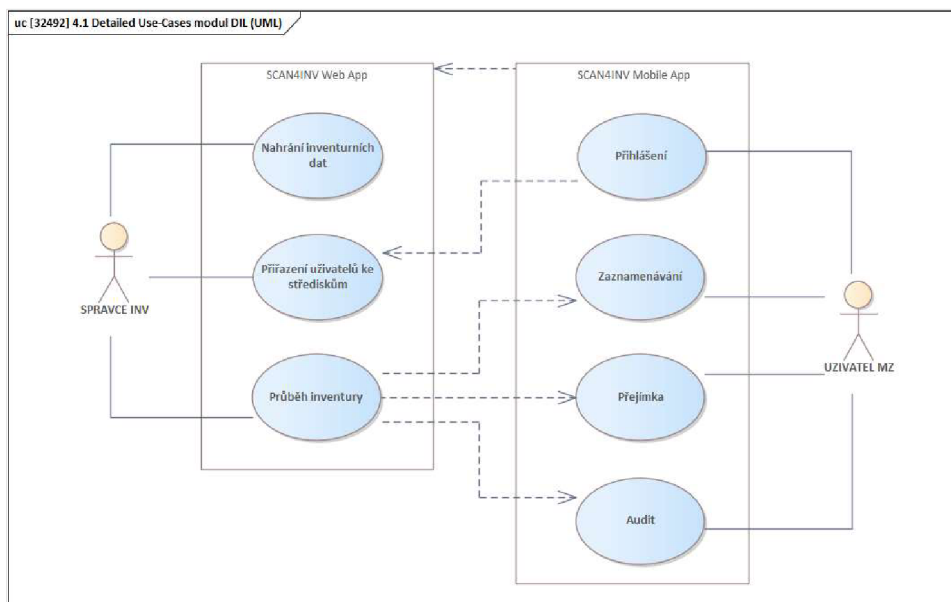 uc [32492] 4.1 Detailed Use-Cases modul DIL (UML)
SCAN4INV Web App
SCAN4INV Mobile App
Nahrání inventurních
dat
Přihlášení
Přiřazení uživatelů ke
střediskům
Zaznamenávání
SPRAVCE INV
UZIVATEL MZ
Průběh inventury
Přejímka
Audit